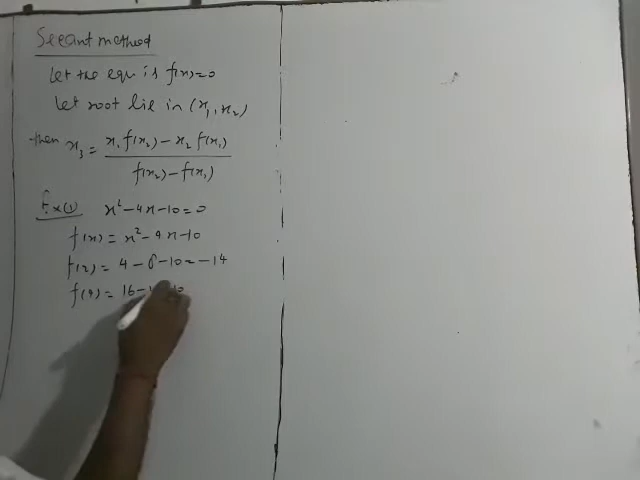 Secant method
Let the equ is f(x)=0
Let root lie in (x₁, x₂)
then x₃ = x₁ f(x₂) − x₂ f(x₁) / f(x₂) − f(x₁)
Ex(1) x² − 4x − 10 = 0
f(x) = x² − 4x − 10
f(2) = 4 − 8 − 10 = −14
f(4) = 16 −